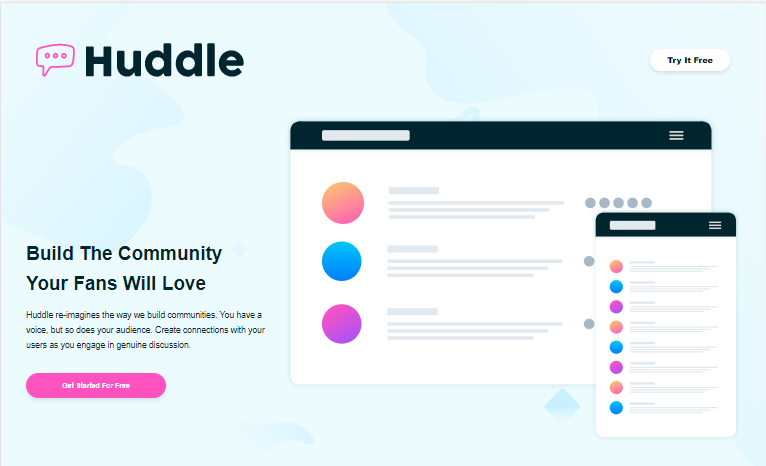 Huddle
Try It Free
Build The Community
Your Fans Will Love
Huddle re-imagines the way we build communities. You have a
voice, but so does your audience. Create connections with your
users as you engage in genuine discussion.
Get Started For Free